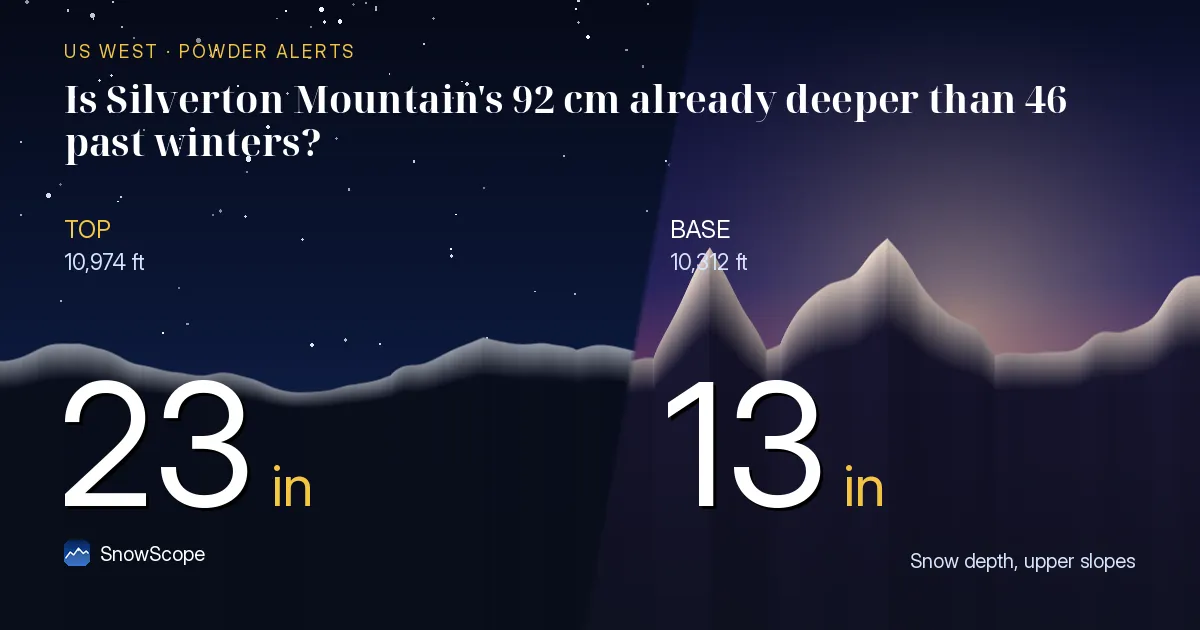 US WEST · POWDER ALERTS
Is Silverton Mountain's 92 cm already deeper than 46
past winters?
TOP
10,974 ft
BASE
10,312 ft
23 in
13 in
SnowScope
Snow depth, upper slopes